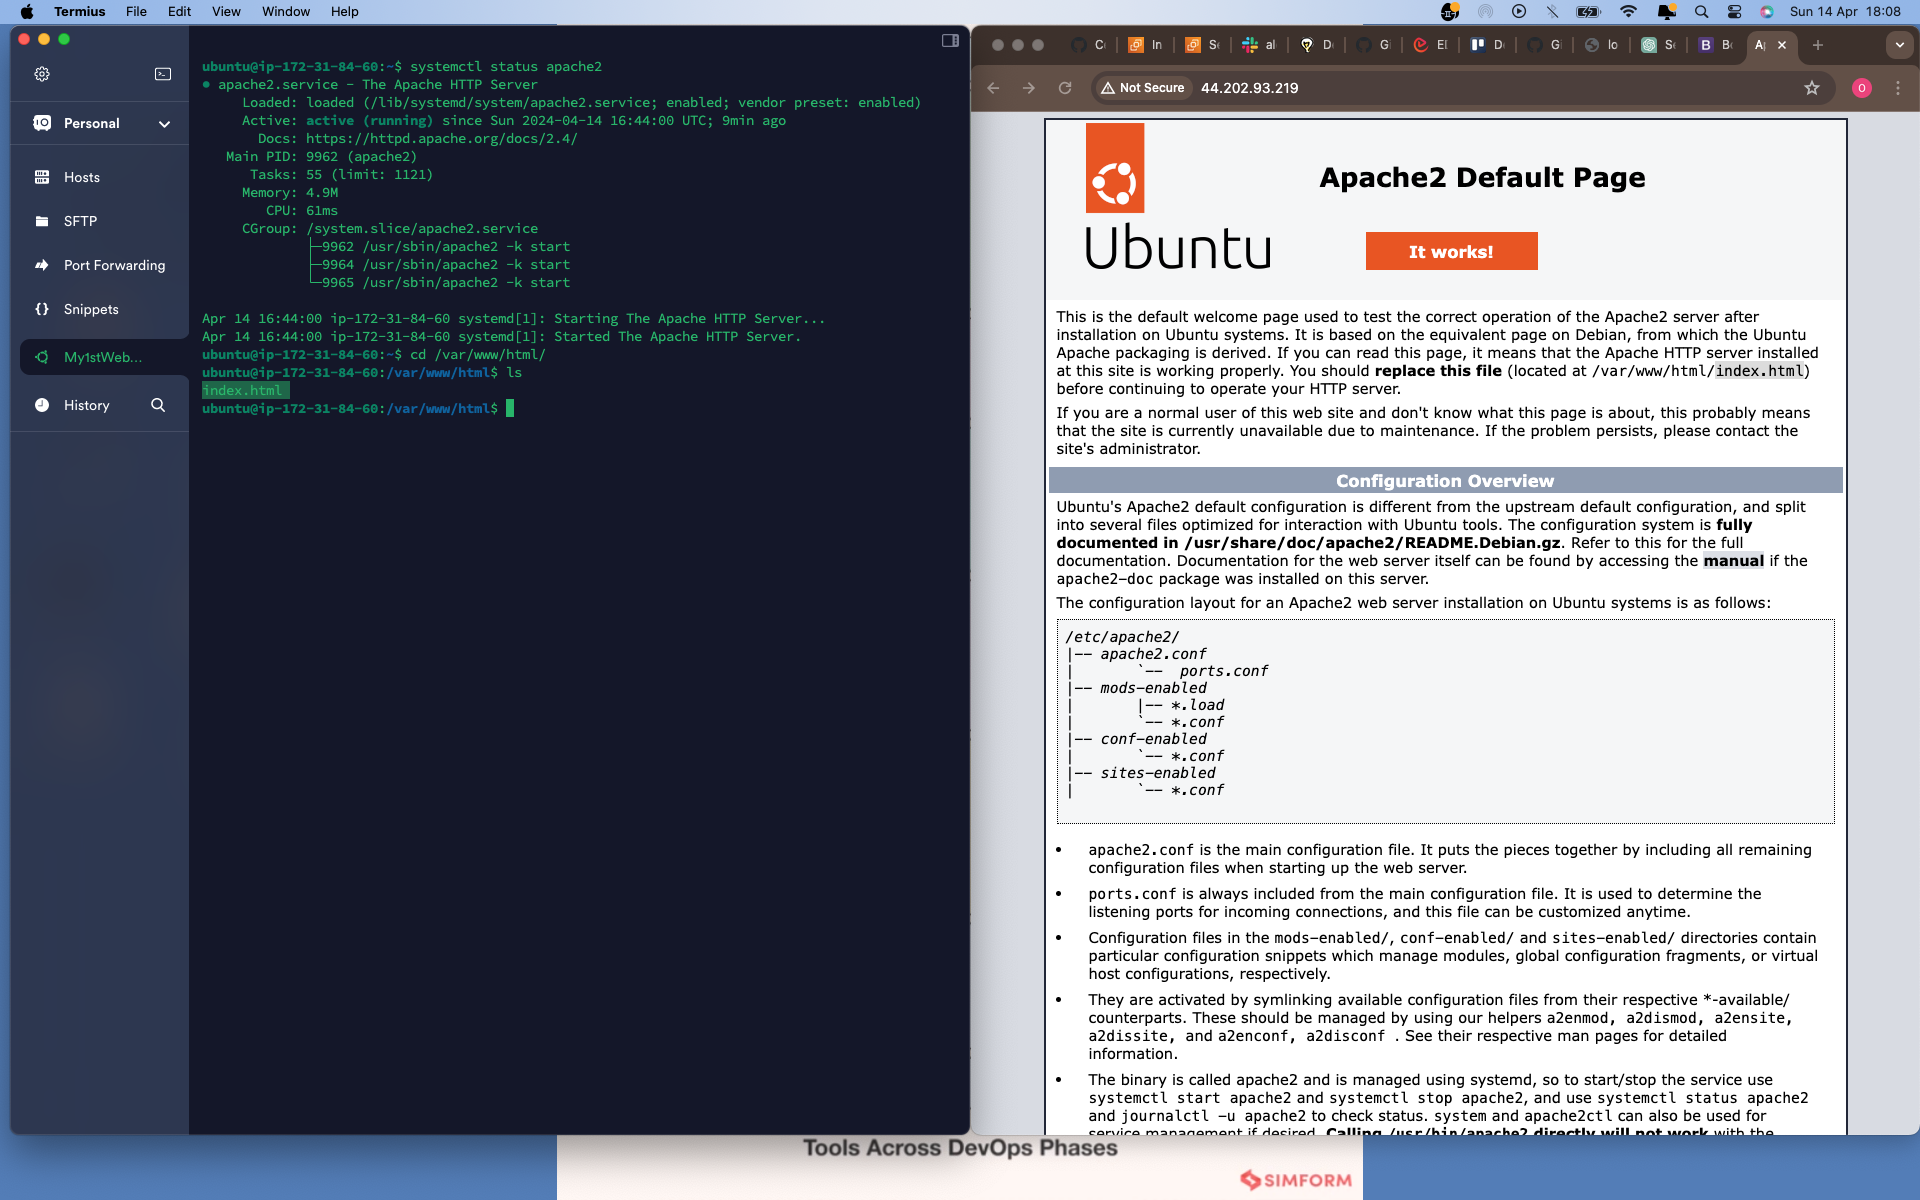 Termius File Edit View Window Help
Sun 14 Apr 18:08
Personal
Hosts
SFTP
Port Forwarding
Snippets
My1stWeb...
History
ubuntu@ip-172-31-84-60:~$ systemctl status apache2
● apache2.service - The Apache HTTP Server
Loaded: loaded (/lib/systemd/system/apache2.service; enabled; vendor preset: enabled)
Active: active (running) since Sun 2024-04-14 16:44:00 UTC; 9min ago
Docs: https://httpd.apache.org/docs/2.4/
Main PID: 9962 (apache2)
Tasks: 55 (limit: 1121)
Memory: 4.9M
CPU: 61ms
CGroup: /system.slice/apache2.service
├─9962 /usr/sbin/apache2 -k start
├─9964 /usr/sbin/apache2 -k start
└─9965 /usr/sbin/apache2 -k start
Apr 14 16:44:00 ip-172-31-84-60 systemd[1]: Starting The Apache HTTP Server...
Apr 14 16:44:00 ip-172-31-84-60 systemd[1]: Started The Apache HTTP Server.
ubuntu@ip-172-31-84-60:~$ cd /var/www/html/
ubuntu@ip-172-31-84-60:/var/www/html$ ls
index.html
ubuntu@ip-172-31-84-60:/var/www/html$
C In S al D G El D G Io S B A
Not Secure 44.202.93.219
O
Apache2 Default Page
Ubuntu
It works!
This is the default welcome page used to test the correct operation of the Apache2 server after
installation on Ubuntu systems. It is based on the equivalent page on Debian, from which the Ubuntu
Apache packaging is derived. If you can read this page, it means that the Apache HTTP server installed
at this site is working properly. You should replace this file (located at /var/www/html/index.html)
before continuing to operate your HTTP server.
If you are a normal user of this web site and don't know what this page is about, this probably means
that the site is currently unavailable due to maintenance. If the problem persists, please contact the
site's administrator.
Configuration Overview
Ubuntu's Apache2 default configuration is different from the upstream default configuration, and split
into several files optimized for interaction with Ubuntu tools. The configuration system is fully
documented in /usr/share/doc/apache2/README.Debian.gz. Refer to this for the full
documentation. Documentation for the web server itself can be found by accessing the manual if the
apache2-doc package was installed on this server.
The configuration layout for an Apache2 web server installation on Ubuntu systems is as follows:
/etc/apache2/
|-- apache2.conf
|       `--  ports.conf
|-- mods-enabled
|       |-- *.load
|       `-- *.conf
|-- conf-enabled
|       `-- *.conf
|-- sites-enabled
|       `-- *.conf
• apache2.conf is the main configuration file. It puts the pieces together by including all remaining
configuration files when starting up the web server.
• ports.conf is always included from the main configuration file. It is used to determine the
listening ports for incoming connections, and this file can be customized anytime.
• Configuration files in the mods-enabled/, conf-enabled/ and sites-enabled/ directories contain
particular configuration snippets which manage modules, global configuration fragments, or virtual
host configurations, respectively.
• They are activated by symlinking available configuration files from their respective *-available/
counterparts. These should be managed by using our helpers a2enmod, a2dismod, a2ensite,
a2dissite, and a2enconf, a2disconf . See their respective man pages for detailed
information.
• The binary is called apache2 and is managed using systemd, so to start/stop the service use
systemctl start apache2 and systemctl stop apache2, and use systemctl status apache2
and journalctl -u apache2 to check status. system and apache2ctl can also be used for
service management if desired. Calling /usr/bin/apache2 directly will not work with the
Tools Across DevOps Phases
SIMFORM